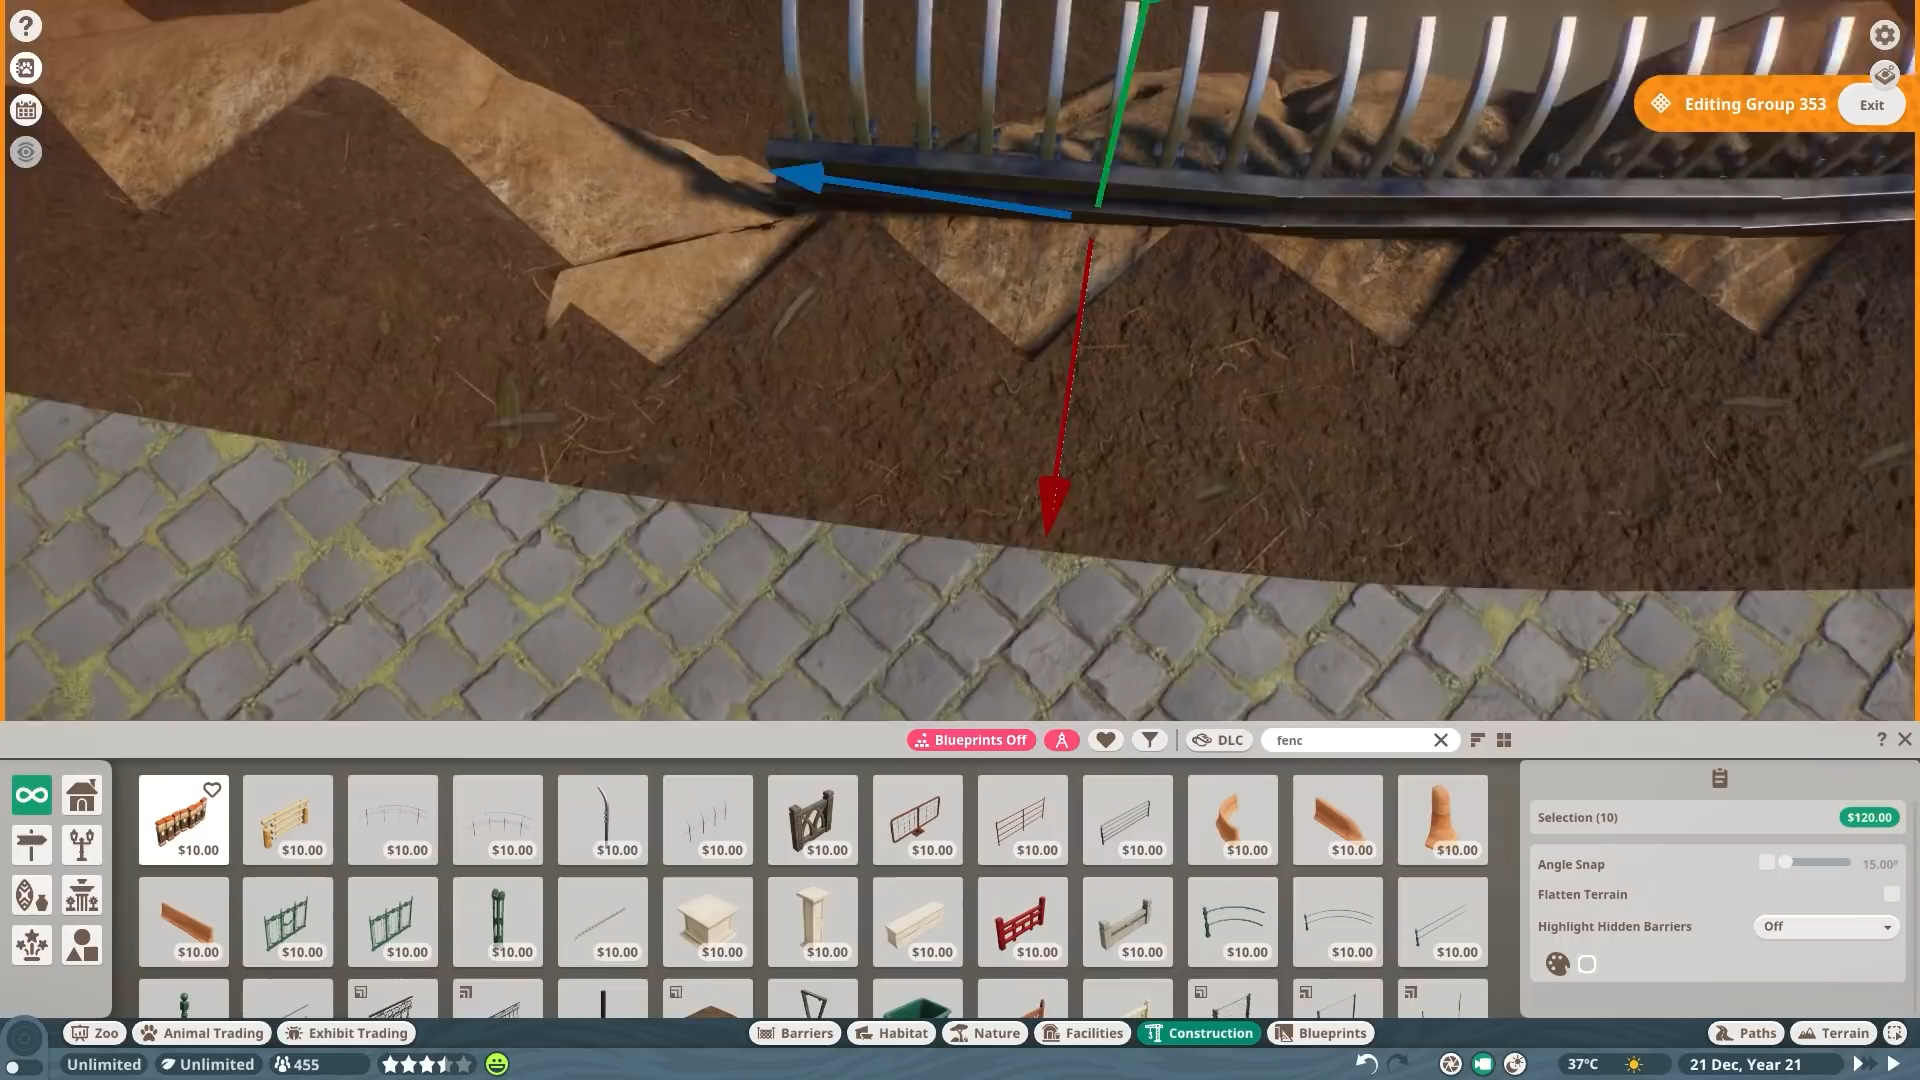 Editing Group 353
Exit
Blueprints Off
DLC
fenc
$10.00 $10.00 $10.00 $10.00 $10.00 $10.00 $10.00 $10.00 $10.00 $10.00 $10.00 $10.00 $10.00
$10.00 $10.00 $10.00 $10.00 $10.00 $10.00 $10.00 $10.00 $10.00 $10.00 $10.00 $10.00 $10.00
Selection (10)
$120.00
Angle Snap
15.00°
Flatten Terrain
Highlight Hidden Barriers
Off
Zoo
Animal Trading
Exhibit Trading
Barriers
Habitat
Nature
Facilities
Construction
Blueprints
Paths
Terrain
Unlimited
Unlimited
455
37°C
21 Dec, Year 21